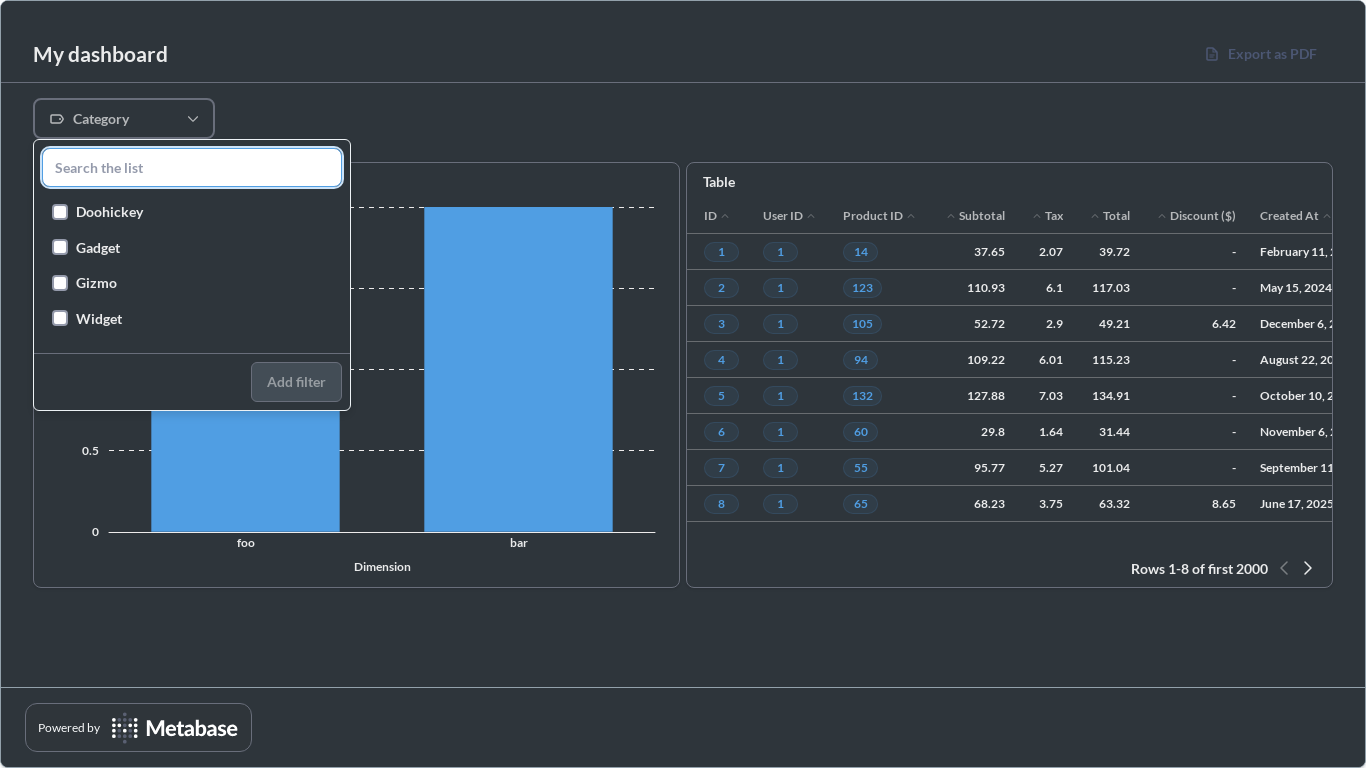 My dashboard
Export as PDF
Category
Search the list
Doohickey
Gadget
Gizmo
Widget
Add filter
0.5
0
foo
bar
Dimension
Table
ID User ID Product ID Subtotal Tax Total Discount ($) Created At
1 1 14 37.65 2.07 39.72 - February 11,
2 1 123 110.93 6.1 117.03 - May 15, 2024
3 1 105 52.72 2.9 49.21 6.42 December 6,
4 1 94 109.22 6.01 115.23 - August 22, 20
5 1 132 127.88 7.03 134.91 - October 10, 2
6 1 60 29.8 1.64 31.44 - November 6,
7 1 55 95.77 5.27 101.04 - September 11
8 1 65 68.23 3.75 63.32 8.65 June 17, 2025
Rows 1-8 of first 2000
Powered by Metabase